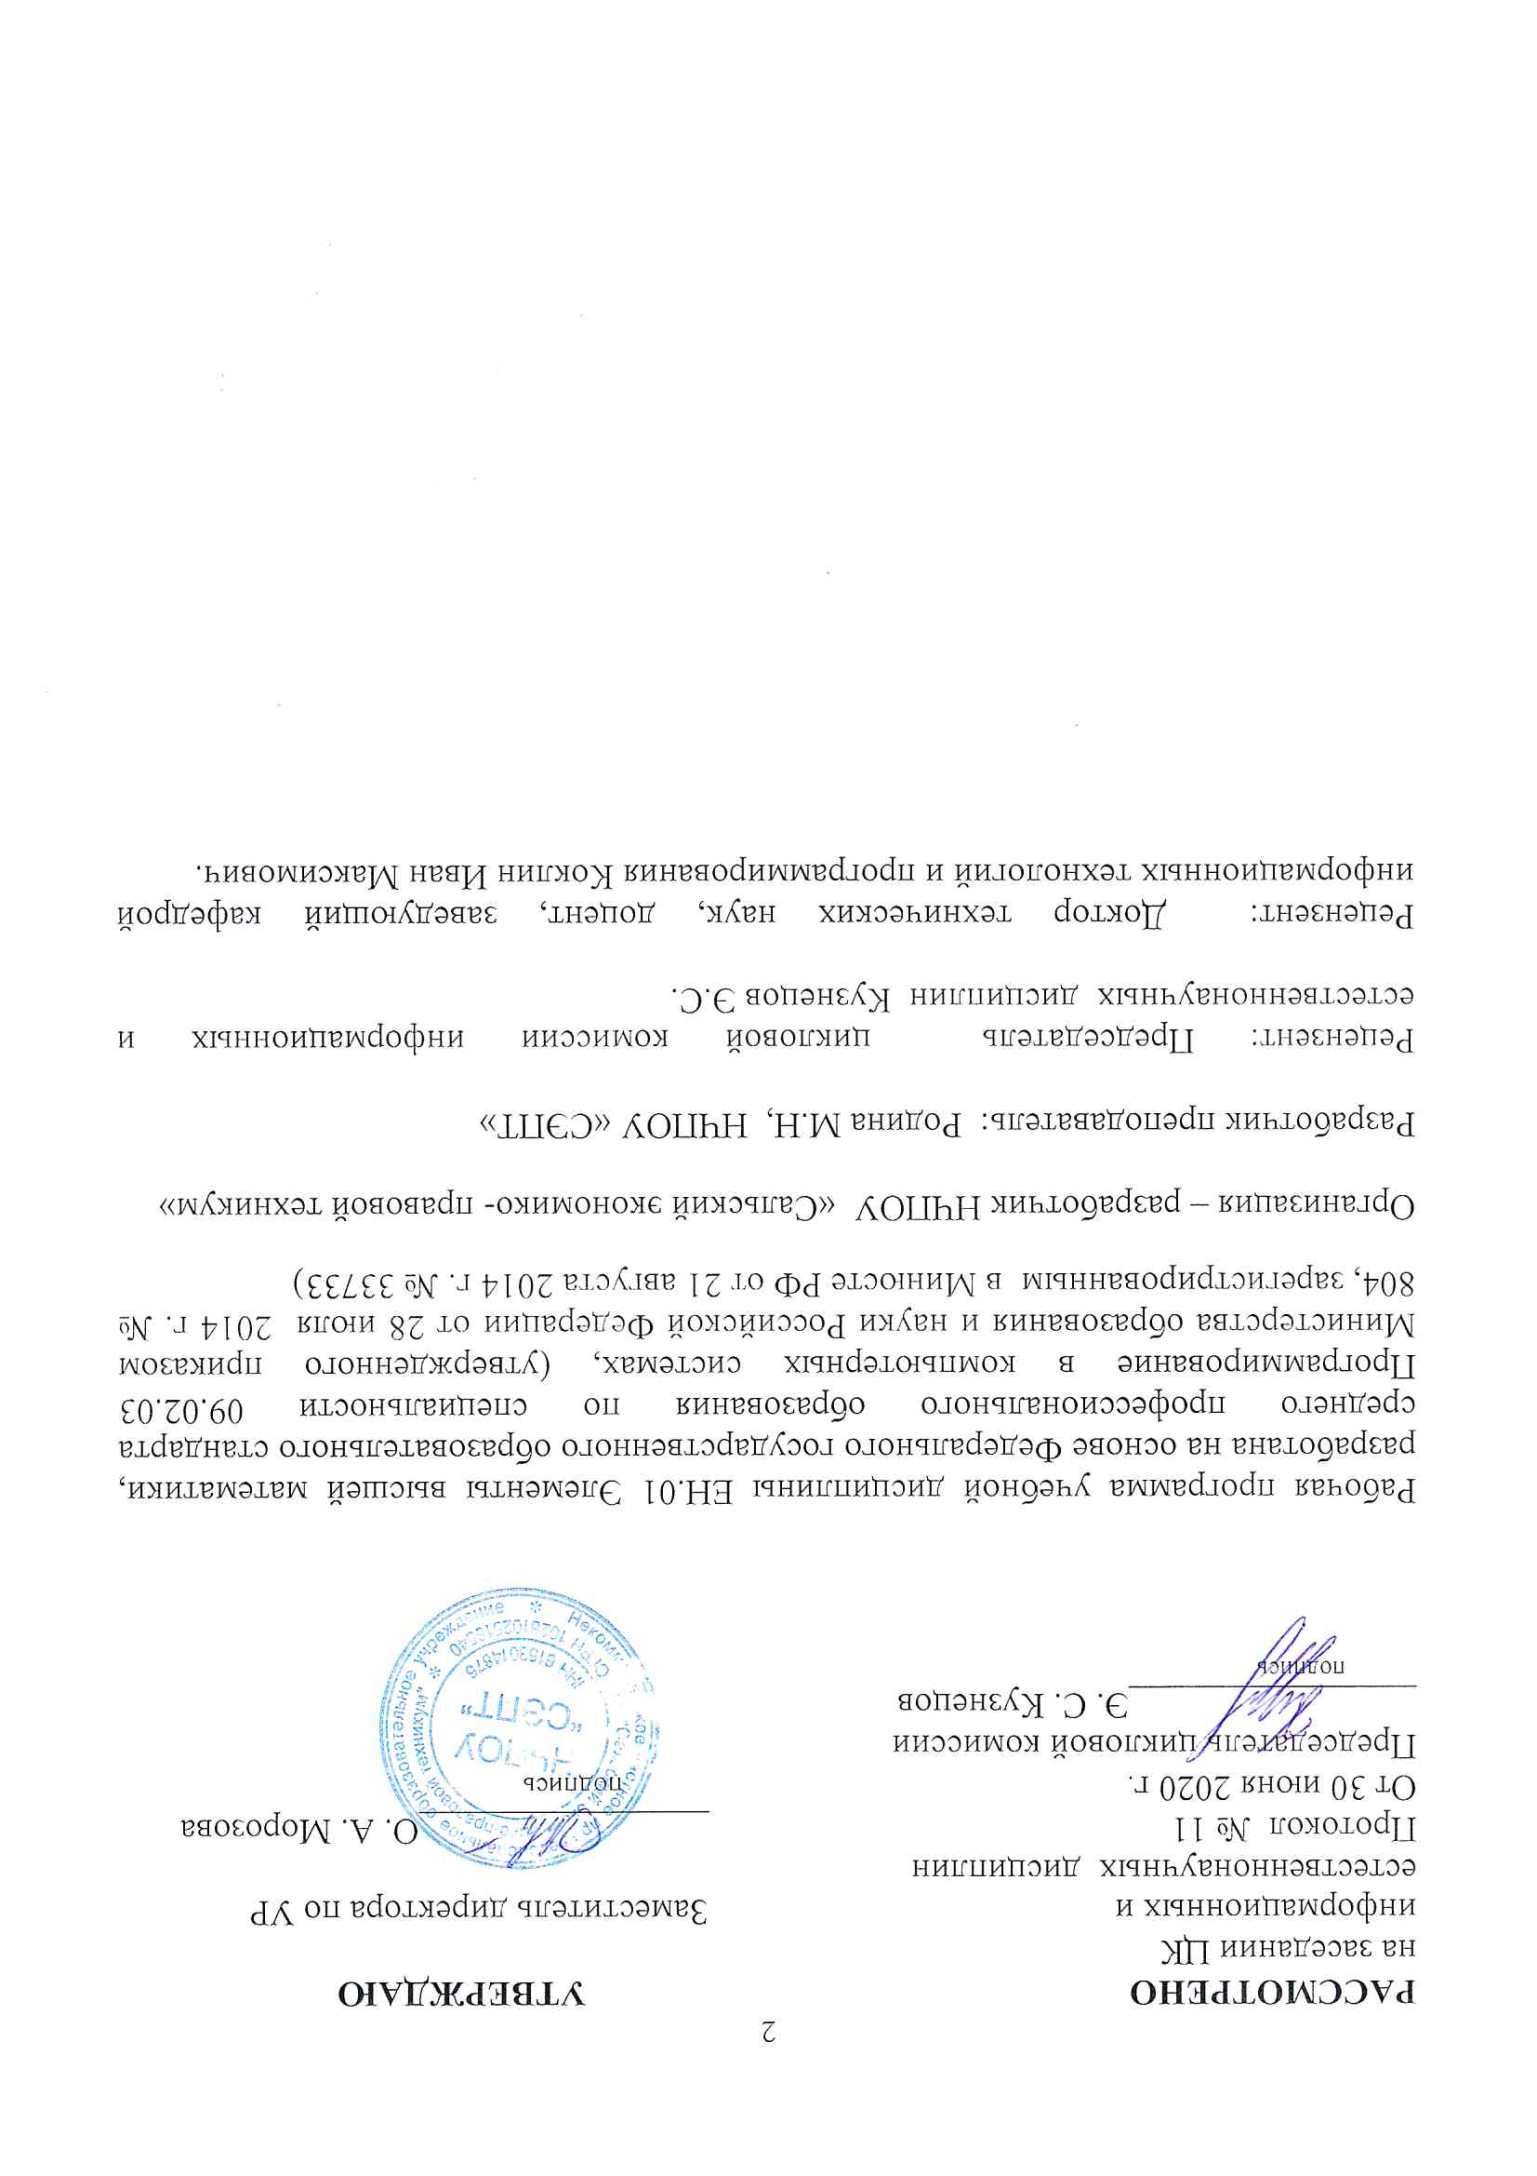 2
РАССМОТРЕНО
на заседании ЦК
информационных и
естественнонаучных дисциплин
Протокол № 11
От 30 июня 2020 г.
Председатель цикловой комиссии
Э. С. Кузнецов
подпись
УТВЕРЖДАЮ
Заместитель директора по УР
О. А. Морозова
подпись
"СЭПТ"
ИНН 6153014875
образовательное учреждение
Рабочая программа учебной дисциплины ЕН.01 Элементы высшей математики,
разработана на основе Федерального государственного образовательного стандарта
среднего профессионального образования по специальности 09.02.03
Программирование в компьютерных системах, (утвержденного приказом
Министерства образования и науки Российской Федерации от 28 июля 2014 г. №
804, зарегистрированным в Минюсте РФ от 21 августа 2014 г. № 33733)
Организация – разработчик НЧПОУ «Сальский экономико- правовой техникум»
Разработчик преподаватель: Родина М.Н, НЧПОУ «СЭПТ»
Рецензент: Председатель цикловой комиссии информационных и
естественнонаучных дисциплин Кузнецов Э.С.
Рецензент: Доктор технических наук, доцент, заведующий кафедрой
информационных технологий и программирования Коклин Иван Максимович.